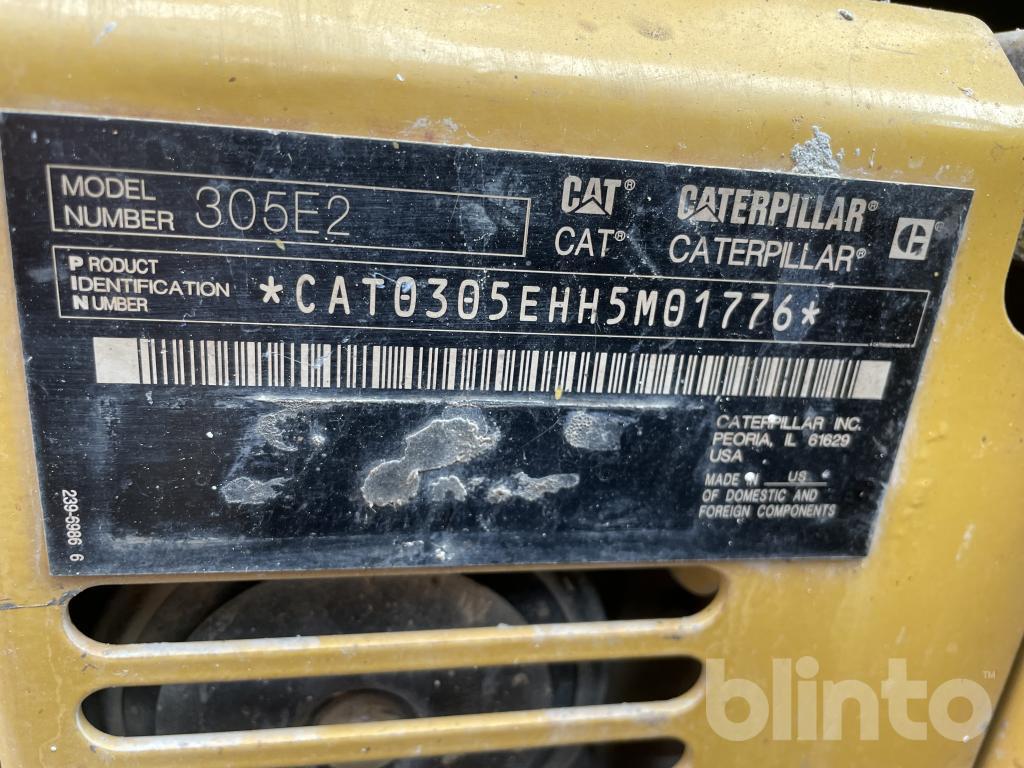 MODEL NUMBER 305E2
CAT® CATERPILLAR®
CAT® CATERPILLAR®
PRODUCT IDENTIFICATION NUMBER *CAT0305EHH5M01776*
CATERPILLAR INC.
PEORIA, IL 61629
USA
MADE IN US
OF DOMESTIC AND
FOREIGN COMPONENTS
239-6986 6
blinto™